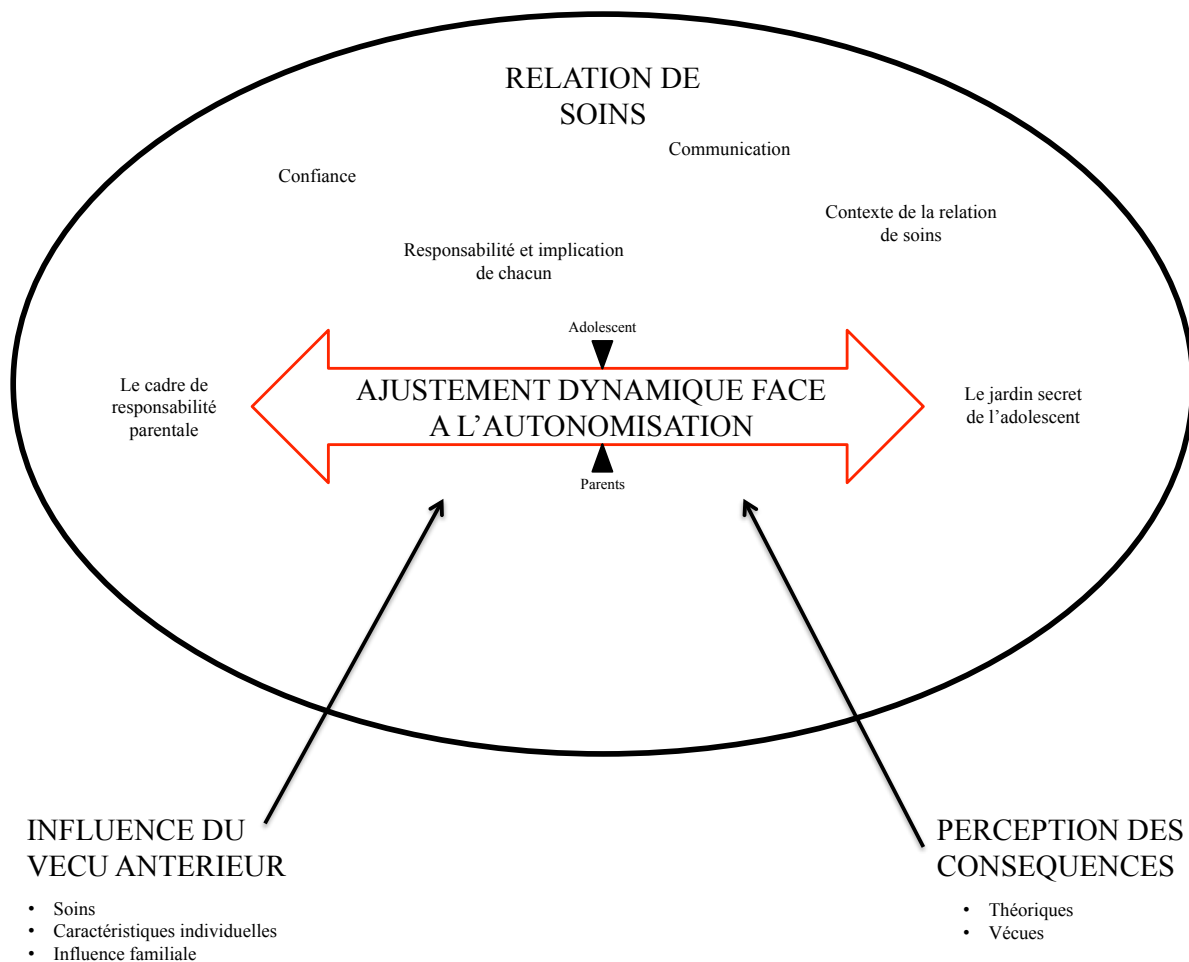 RELATION DE
SOINS
Communication
Confiance
Contexte de la relation
de soins
Responsabilité et implication
de chacun
Adolescent
Le cadre de
responsabilité
parentale
AJUSTEMENT DYNAMIQUE FACE
A L’AUTONOMISATION
Le jardin secret
de l’adolescent
Parents
INFLUENCE DU
VECU ANTERIEUR
• Soins
• Caractéristiques individuelles
• Influence familiale
PERCEPTION DES
CONSEQUENCES
• Théoriques
• Vécues